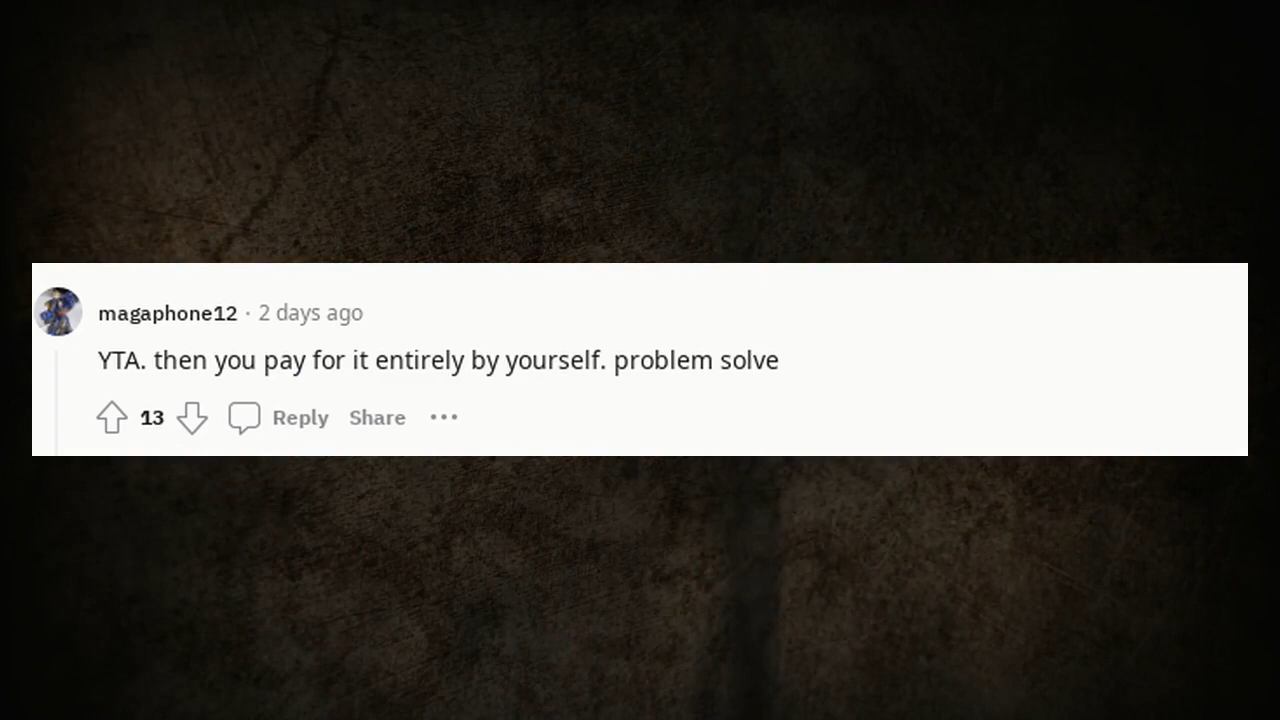 magaphone12 · 2 days ago
YTA. then you pay for it entirely by yourself. problem solve
13 Reply Share ···